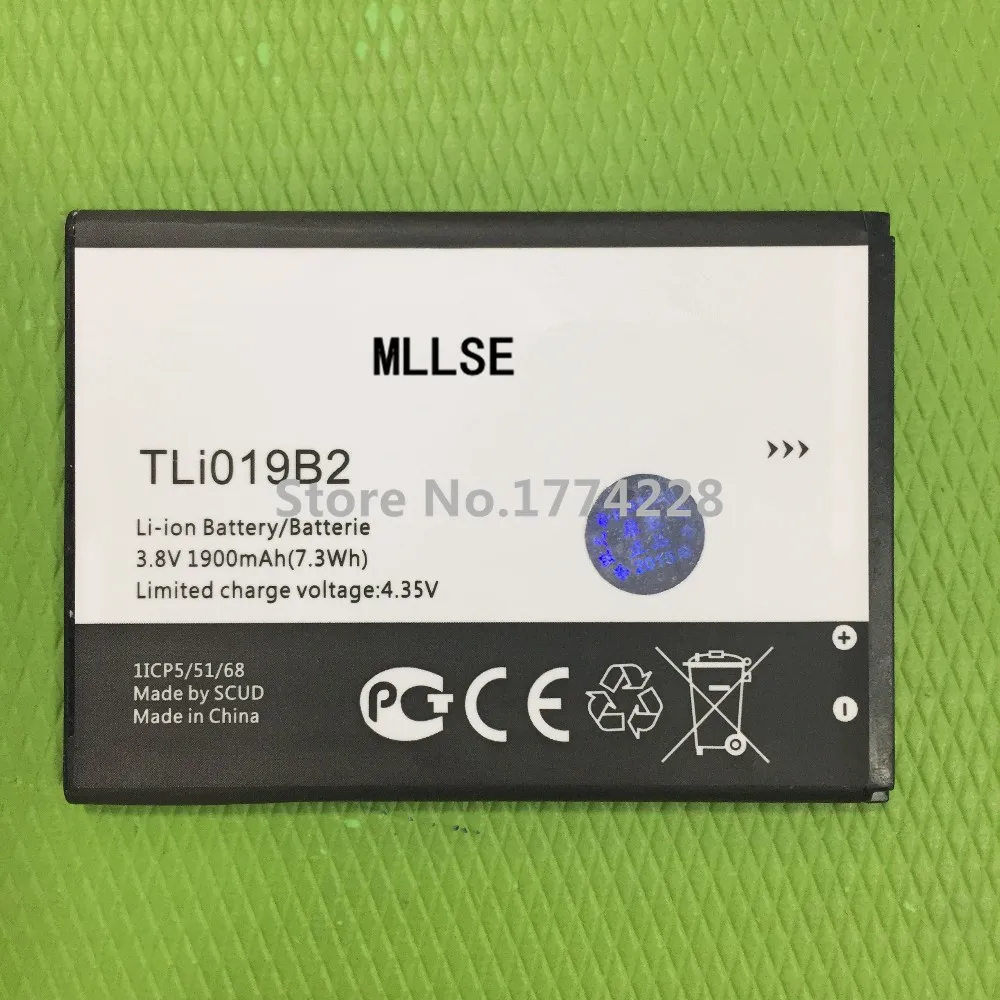 MLLSE
TLi019B2
Store No.1774228
Li-ion Battery/Batterie
3.8V 1900mAh(7.3Wh)
Limited charge voltage:4.35V
1ICP5/51/68
Made by SCUD
Made in China